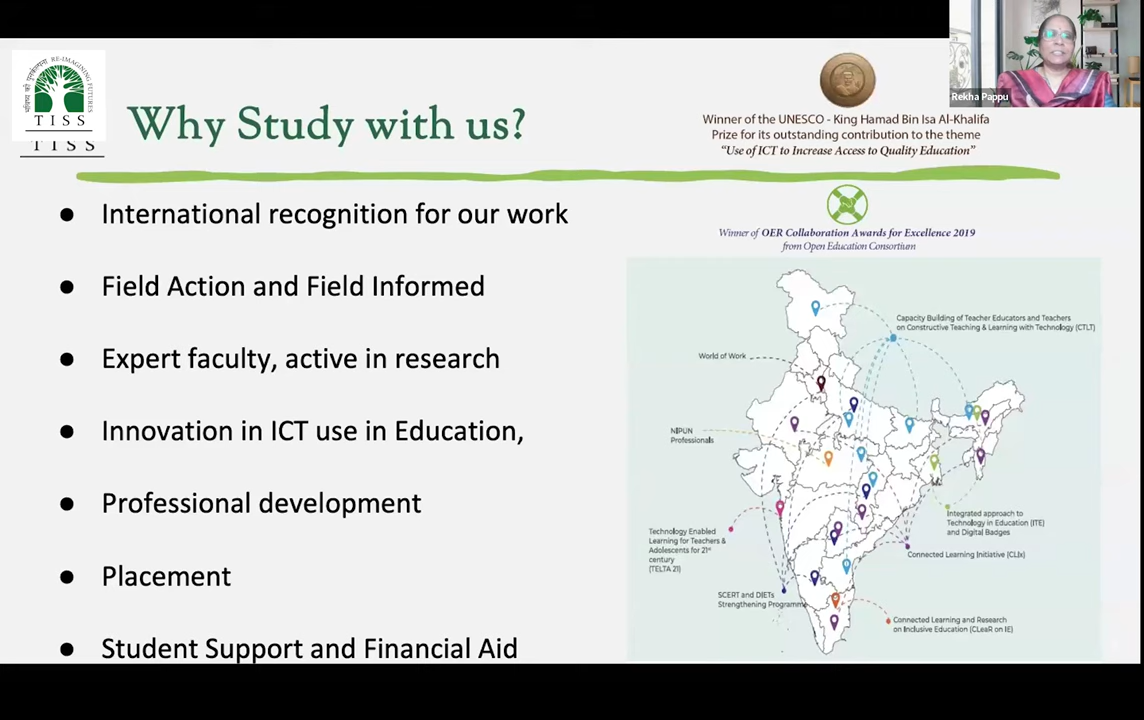 भविष्य की पुनर्कल्पना RE-IMAGINING FUTURES
TISS
TISS
Why Study with us?
Rekha Pappu
Winner of the UNESCO - King Hamad Bin Isa Al-Khalifa
Prize for its outstanding contribution to the theme
“Use of ICT to Increase Access to Quality Education”
Winner of OER Collaboration Awards for Excellence 2019
from Open Education Consortium
● International recognition for our work
● Field Action and Field Informed
● Expert faculty, active in research
● Innovation in ICT use in Education,
● Professional development
● Placement
● Student Support and Financial Aid
Capacity Building of Teacher Educators and Teachers
on Constructive Teaching & Learning with Technology (CTLT)
World of Work
NIPUN
Professionals
Technology Enabled
Learning for Teachers &
Adolescents for 21st
century
(TELTA 21)
SCERT and DIETs
Strengthening Programme
Integrated approach to
Technology in Education (ITE)
and Digital Badges
Connected Learning Initiative (CLIx)
Connected Learning and Research
on Inclusive Education (CLeaR on IE)